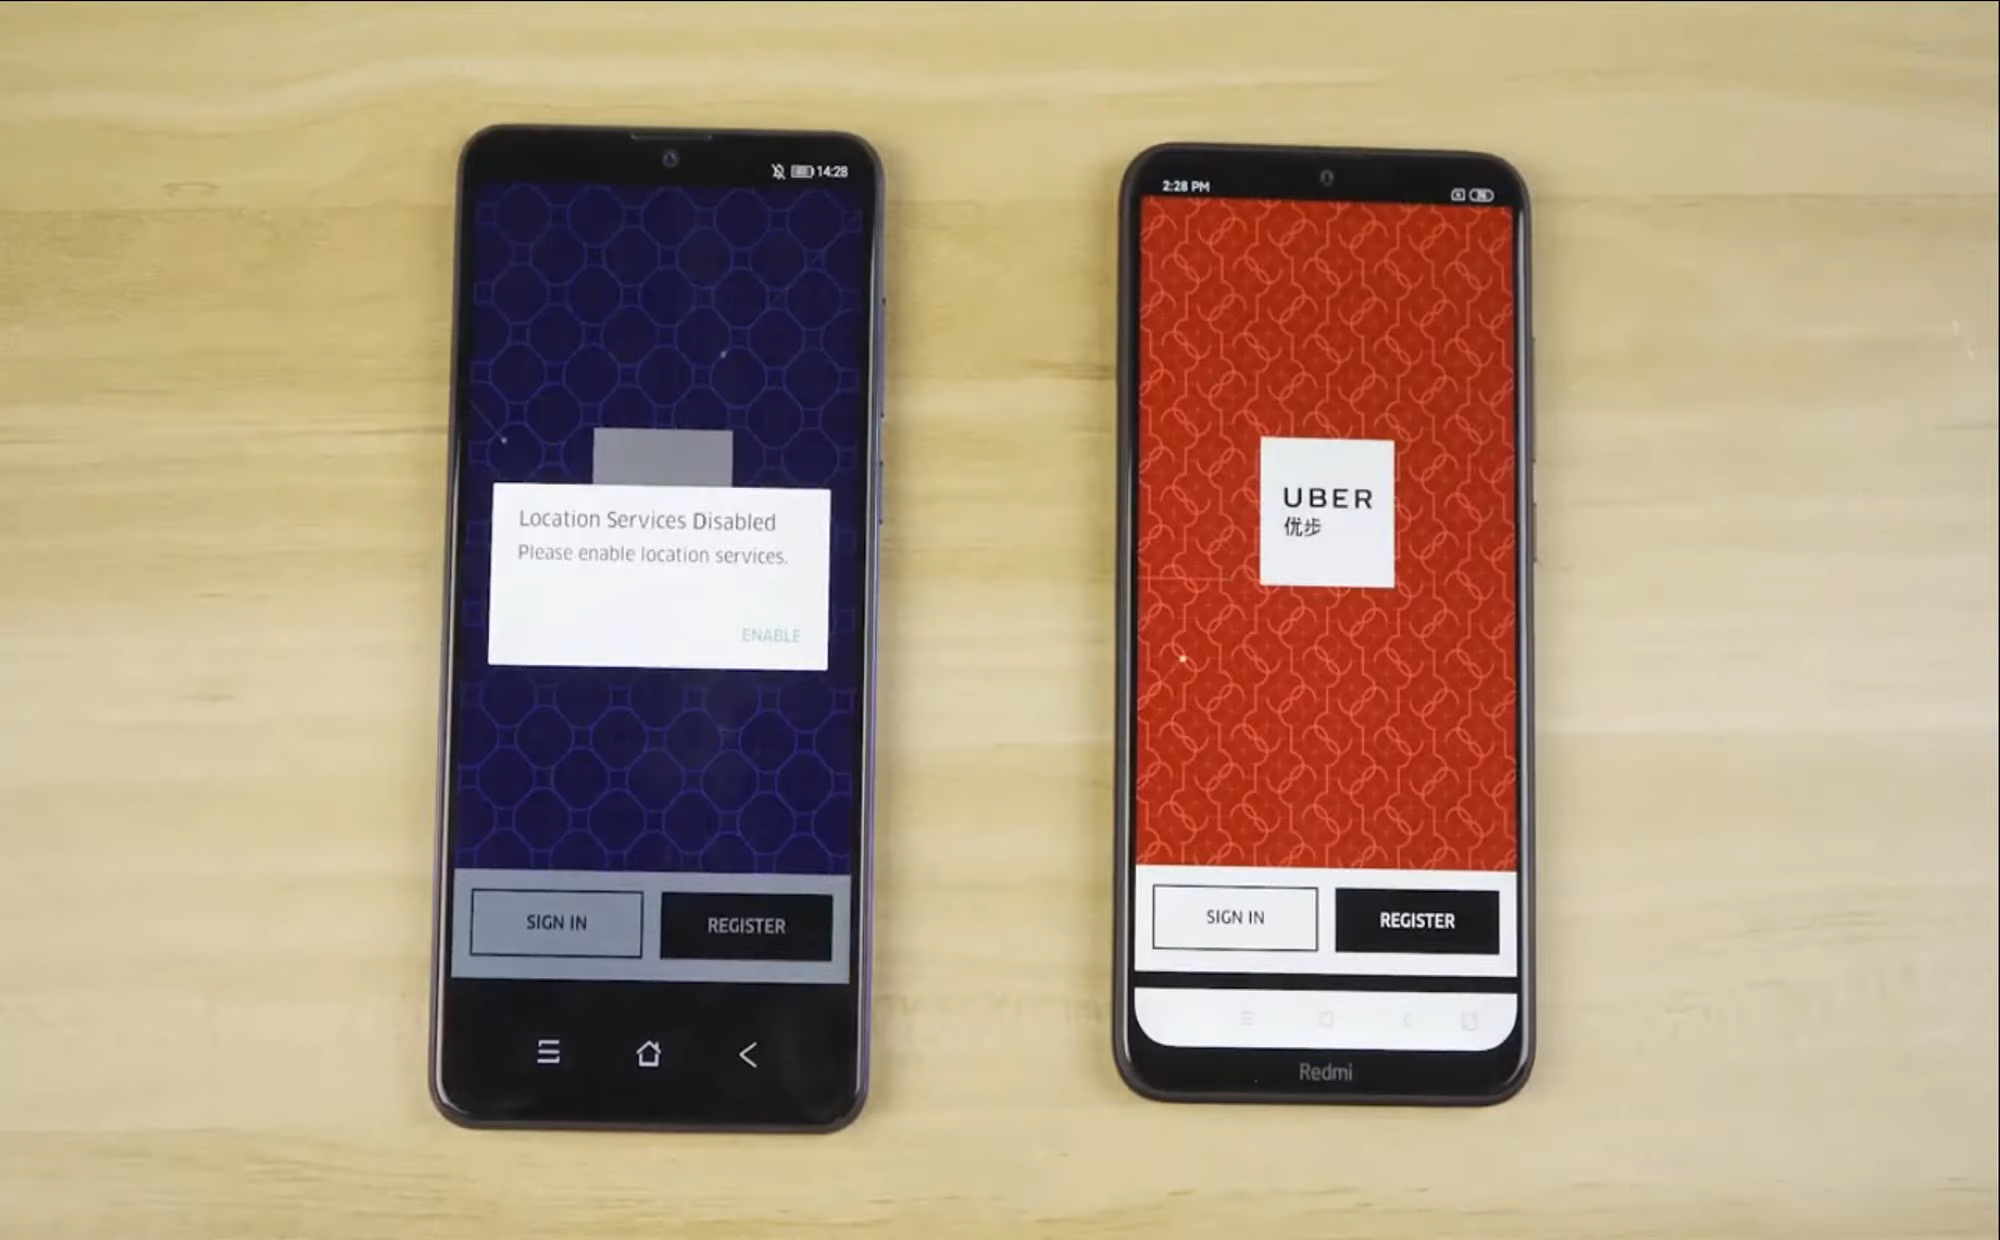 14:28
Location Services Disabled
Please enable location services.
ENABLE
SIGN IN
REGISTER
2:28 PM
UBER
优步
SIGN IN
REGISTER
Redmi